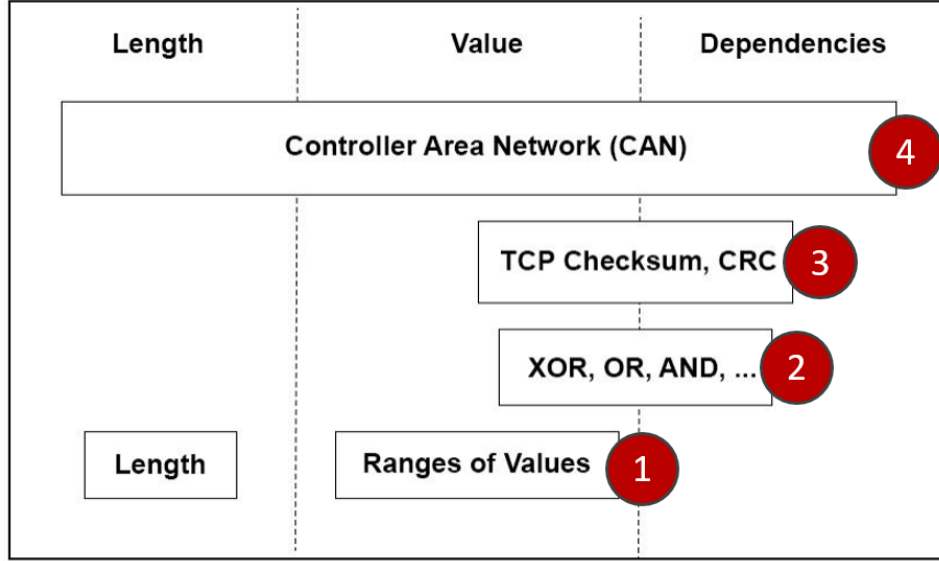 Length Value Dependencies
Controller Area Network (CAN) 4
TCP Checksum, CRC 3
XOR, OR, AND, ... 2
Length Ranges of Values 1